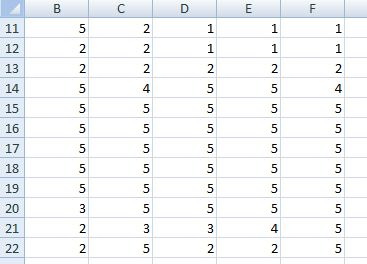 B C D E F
11 5 2 1 1 1
12 2 2 1 1 1
13 2 2 2 2 2
14 5 4 5 5 4
15 5 5 5 5 5
16 5 5 5 5 5
17 5 5 5 5 5
18 5 5 5 5 5
19 5 5 5 5 5
20 3 5 5 5 5
21 2 3 3 4 5
22 2 5 2 2 5